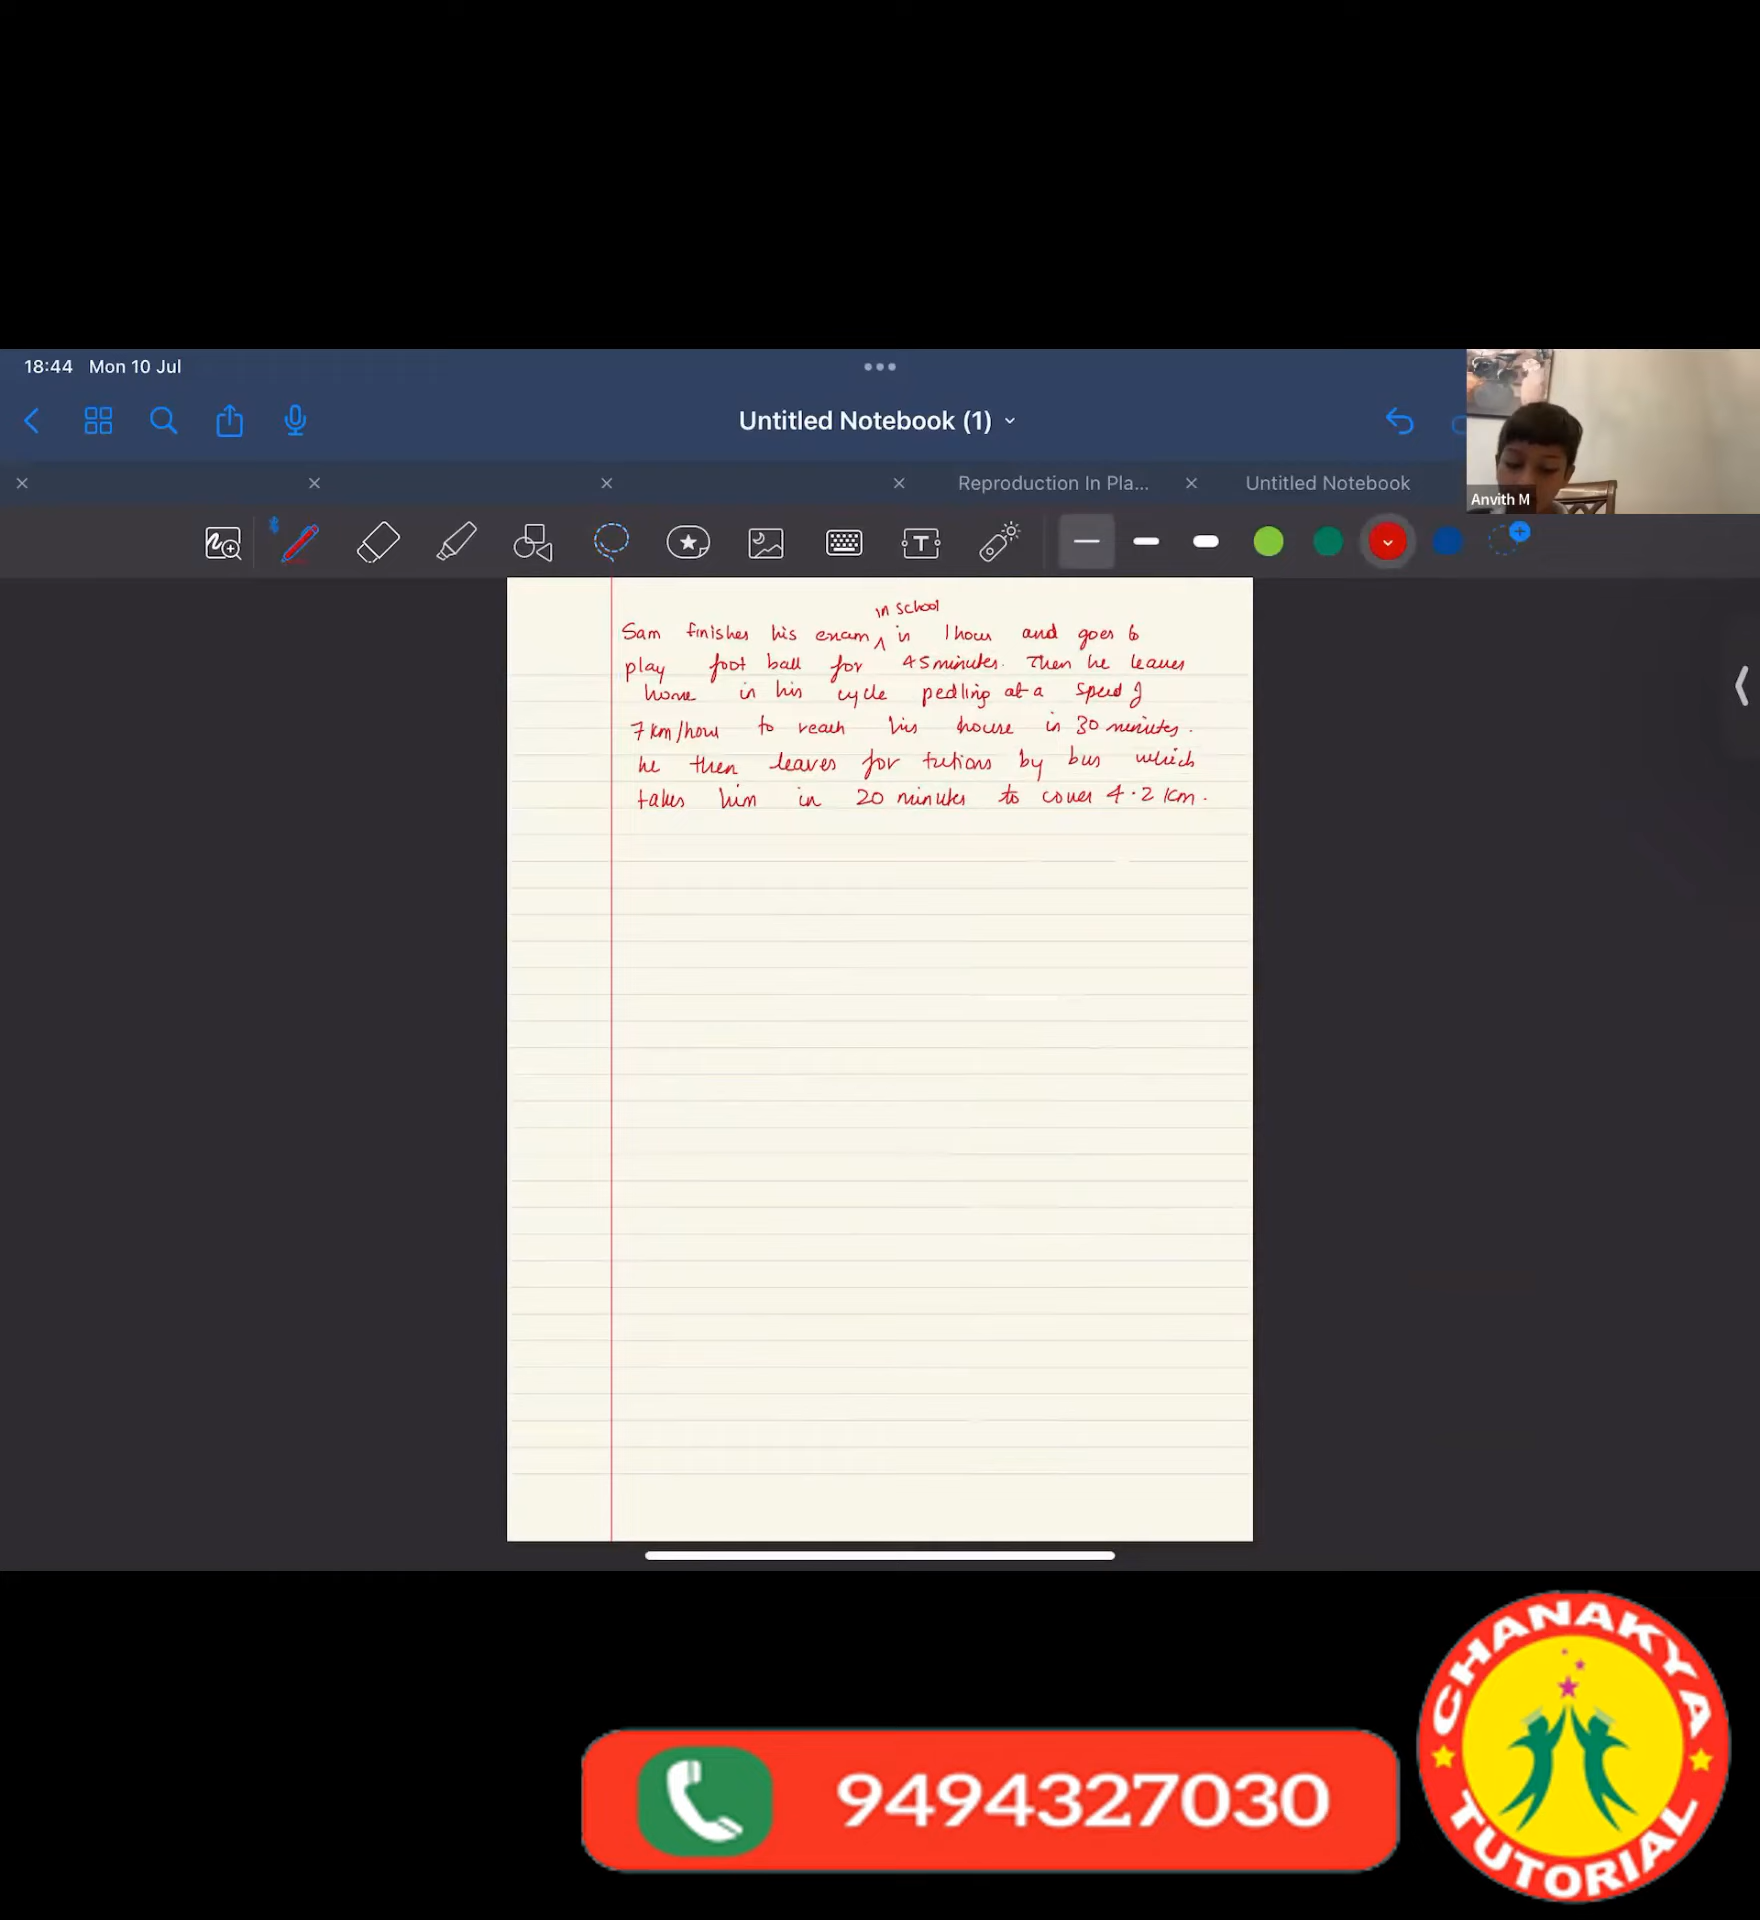 18:44 Mon 10 Jul
Untitled Notebook (1)
Reproduction In Pla...
Untitled Notebook
Anvith M
in school
Sam finishes his exam ^ in 1 hour and goes to
play foot ball for 45 minutes. Then he leaves
home in his cycle pedling at a speed of
7 km/hour to reach his house in 30 minutes.
he then leaves for tutions by bus which
takes him in 20 minutes to cover 4.2 km.
9494327030
CHANAKYA
TUTORIAL